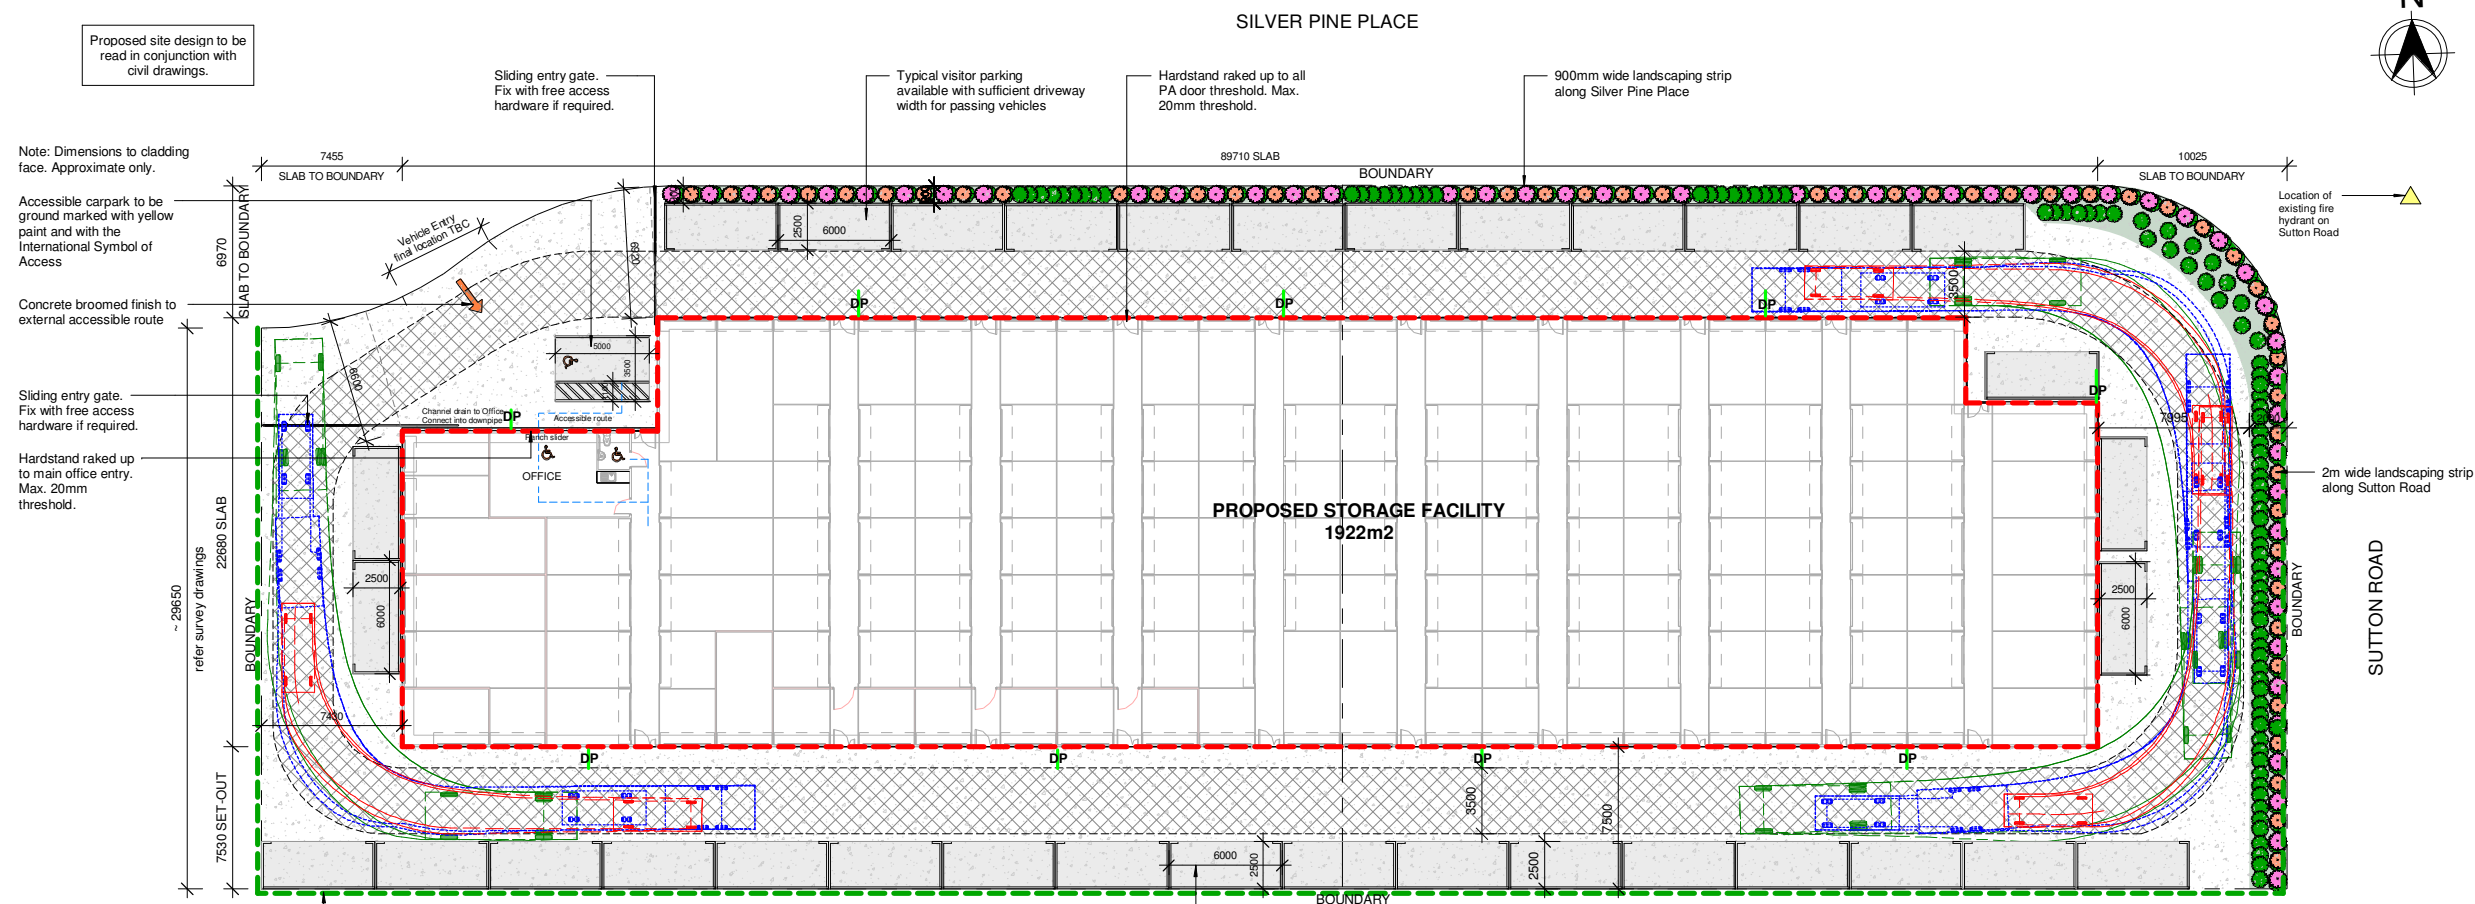 N
SILVER PINE PLACE
Proposed site design to be
read in conjunction with
civil drawings.
Sliding entry gate.
Fix with free access
hardware if required.
Typical visitor parking
available with sufficient driveway
width for passing vehicles
Hardstand raked up to all
PA door threshold. Max.
20mm threshold.
900mm wide landscaping strip
along Silver Pine Place
Note: Dimensions to cladding
face. Approximate only.
7455
SLAB TO BOUNDARY
89710 SLAB
BOUNDARY
10025
SLAB TO BOUNDARY
Accessible carpark to be
ground marked with yellow
paint and with the
International Symbol of
Access
6970
SLAB TO BOUNDARY
Vehicle Entry
final location TBC
6920
2500
6000
Location of
existing fire
hydrant on
Sutton Road
Concrete broomed finish to
external accessible route
DP
DP
DP
3500
5000
3600
6600
Sliding entry gate.
Fix with free access
hardware if required.
Channel drain to Office
Connect into downpipe
DP
Accessible route
Ranch slider
DP
7995
Hardstand raked up
to main office entry.
Max. 20mm
threshold.
OFFICE
2m wide landscaping strip
along Sutton Road
PROPOSED STORAGE FACILITY
1922m2
22680 SLAB
~ 29650
refer survey drawings
BOUNDARY
2500
6000
2500
6000
BOUNDARY
SUTTON ROAD
7430
DP
DP
DP
DP
7530 SET-OUT
3500
7500
6000
2500
2500
BOUNDARY